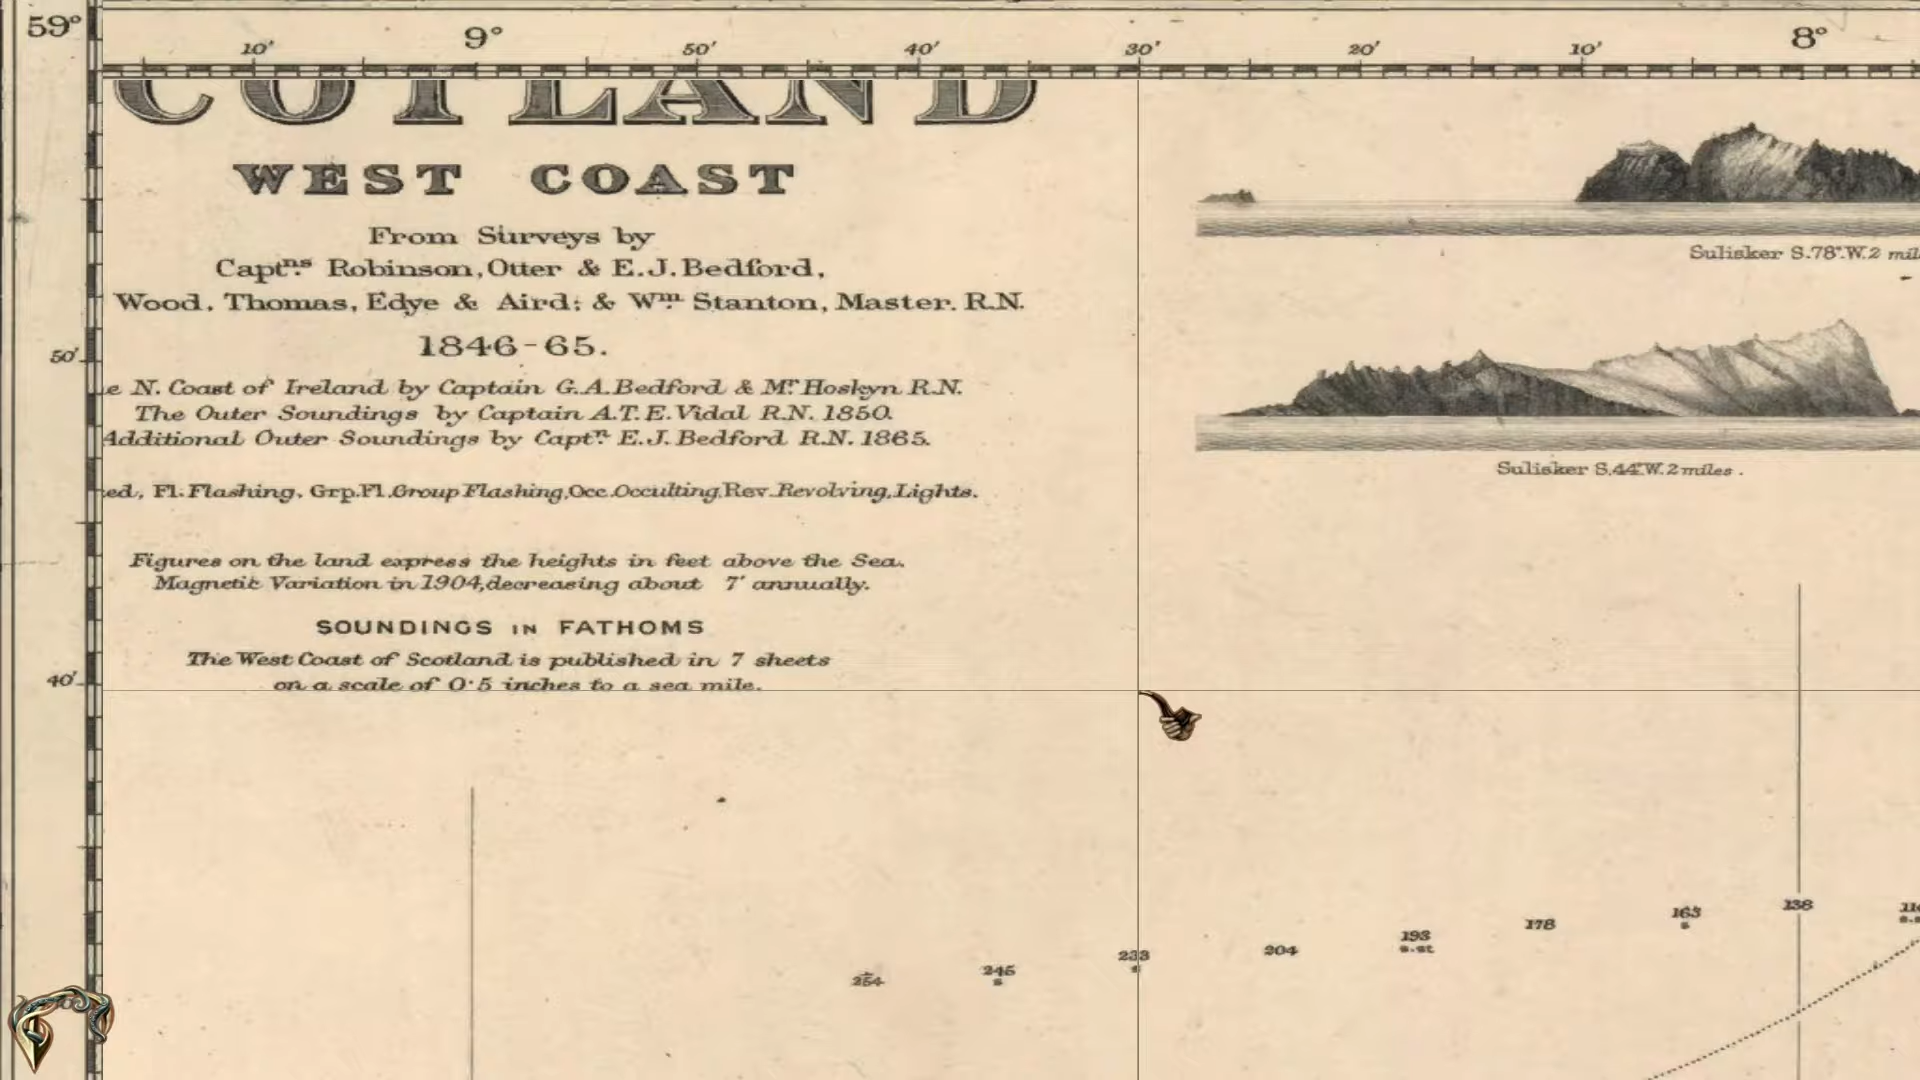 59°
10'
9°
50'
40'
30'
20'
10'
8°
COTLAND
WEST COAST
From Surveys by
Captⁿ.ˢ Robinson, Otter & E.J. Bedford,
Wood, Thomas, Edye & Aird; & Wᵐ. Stanton, Master. R.N.
1846-65.
e N. Coast of Ireland by Captain G.A. Bedford & Mʳ. Hoskyn R.N.
The Outer Soundings by Captain A.T.E. Vidal R.N. 1850.
Additional Outer Soundings by Captⁿ. E.J. Bedford R.N. 1865.
ed, Fl. Flashing, Grp.Fl. Group Flashing, Occ. Occulting, Rev. Revolving, Lights.
Figures on the land express the heights in feet above the Sea.
Magnetic Variation in 1904, decreasing about 7' annually.
SOUNDINGS IN FATHOMS
The West Coast of Scotland is published in 7 sheets
on a scale of 0·5 inches to a sea mile.
Sulisker S.78°.W.2 mil
Sulisker S.44°.W.2 miles.
50'
40'
254
245
s
233
s
204
193
s.st
178
163
s
138